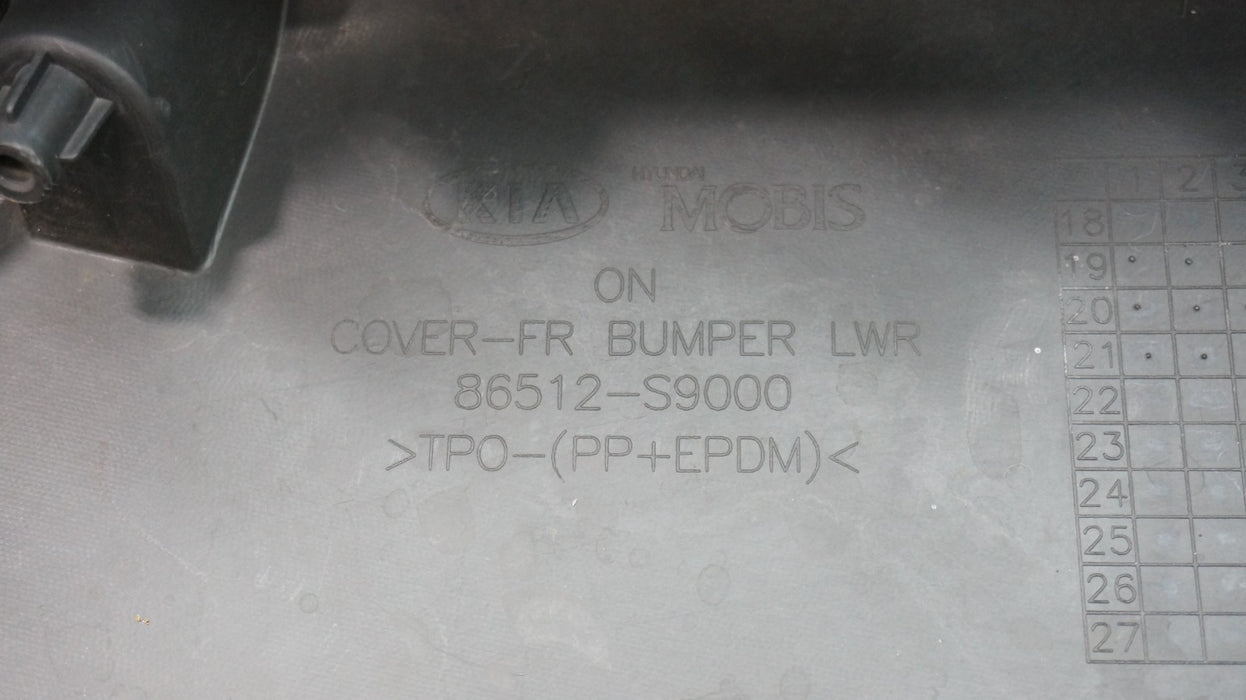 KIA HYUNDAI MOBIS
ON
COVER-FR BUMPER LWR
86512-S9000
>TPO-(PP+EPDM)<
1 2 3
18
19
20
21
22
23
24
25
26
27